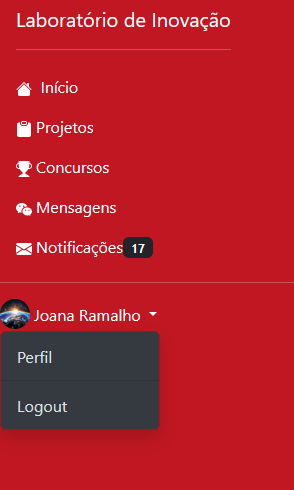 Laboratório de Inovação
Início
Projetos
Concursos
Mensagens
Notificações 17
Joana Ramalho
Perfil
Logout